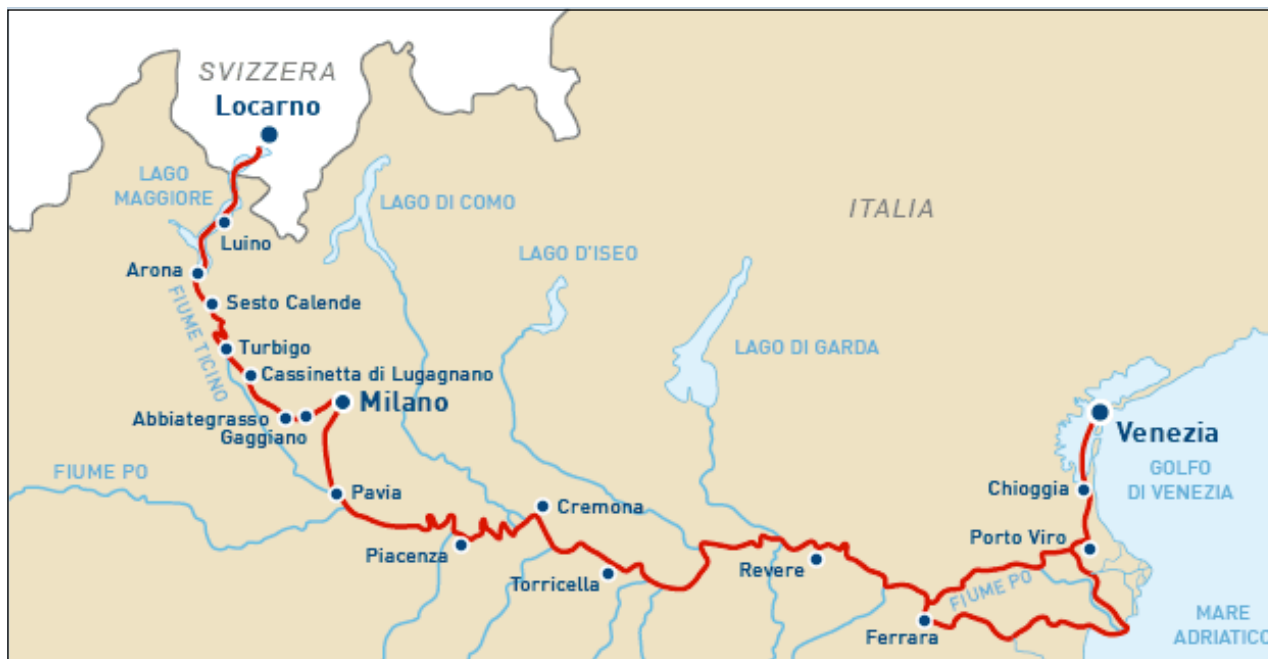 SVIZZERA
Locarno
LAGO
MAGGIORE
LAGO DI COMO
ITALIA
Luino
LAGO D'ISEO
Arona
FIUME TICINO
Sesto Calende
Turbigo
LAGO DI GARDA
Cassinetta di Lugagnano
Milano
Abbiategrasso
Gaggiano
Venezia
FIUME PO
GOLFO
DI VENEZIA
Pavia
Chioggia
Cremona
Porto Viro
Piacenza
Torricella
Revere
FIUME PO
Ferrara
MARE
ADRIATICO